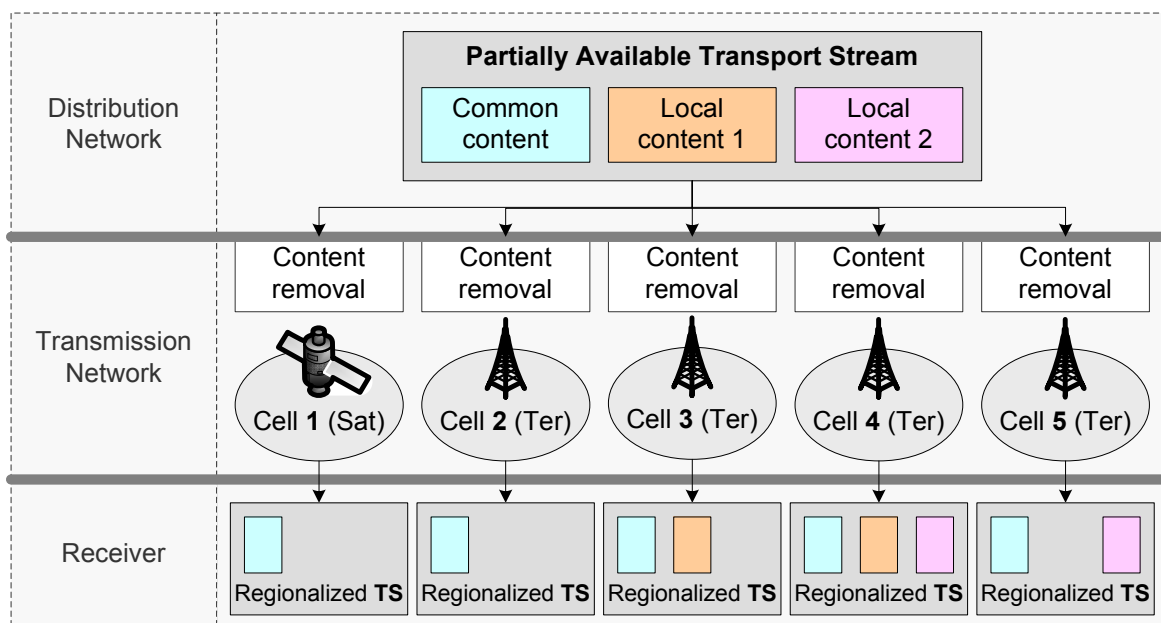 Distribution
Network
Partially Available Transport Stream
Common
content
Local
content 1
Local
content 2
Transmission
Network
Content
removal
Content
removal
Content
removal
Content
removal
Content
removal
Cell 1 (Sat)
Cell 2 (Ter)
Cell 3 (Ter)
Cell 4 (Ter)
Cell 5 (Ter)
Receiver
Regionalized TS
Regionalized TS
Regionalized TS
Regionalized TS
Regionalized TS